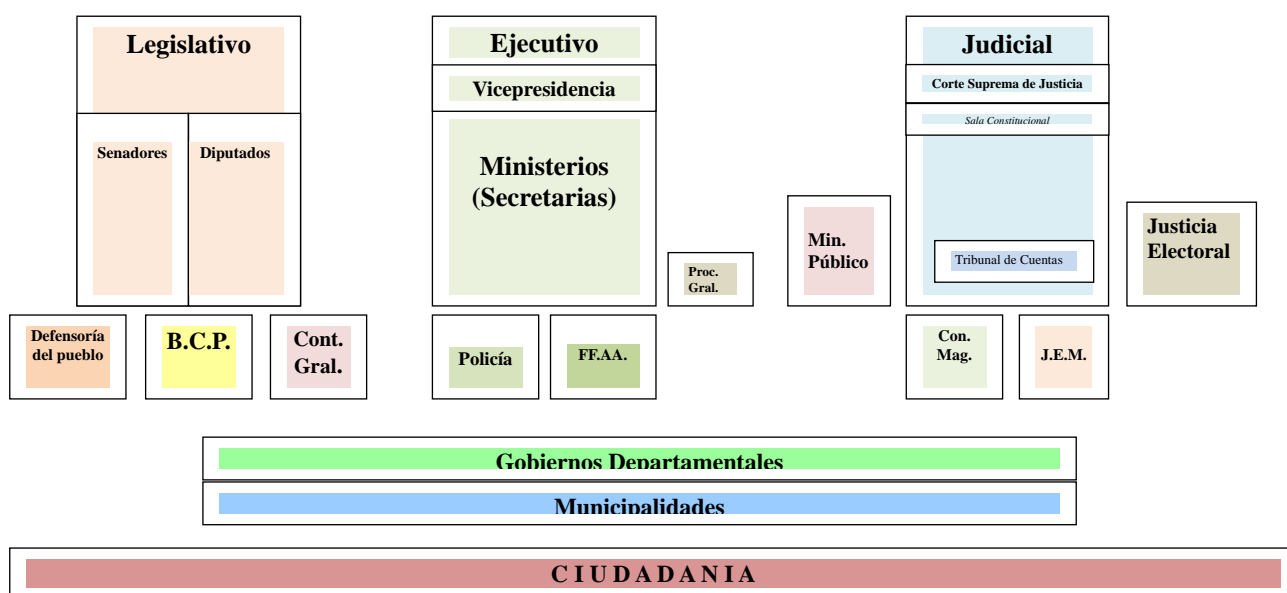 Legislativo
Senadores
Diputados
Ejecutivo
Vicepresidencia
Ministerios
(Secretarias)
Proc.
Gral.
Min.
Público
Judicial
Corte Suprema de Justicia
Sala Constitucional
Tribunal de Cuentas
Justicia
Electoral
Defensoría
del pueblo
B.C.P.
Cont.
Gral.
Policía
FF.AA.
Con.
Mag.
J.E.M.
Gobiernos Departamentales
Municipalidades
C I U D A D A N I A